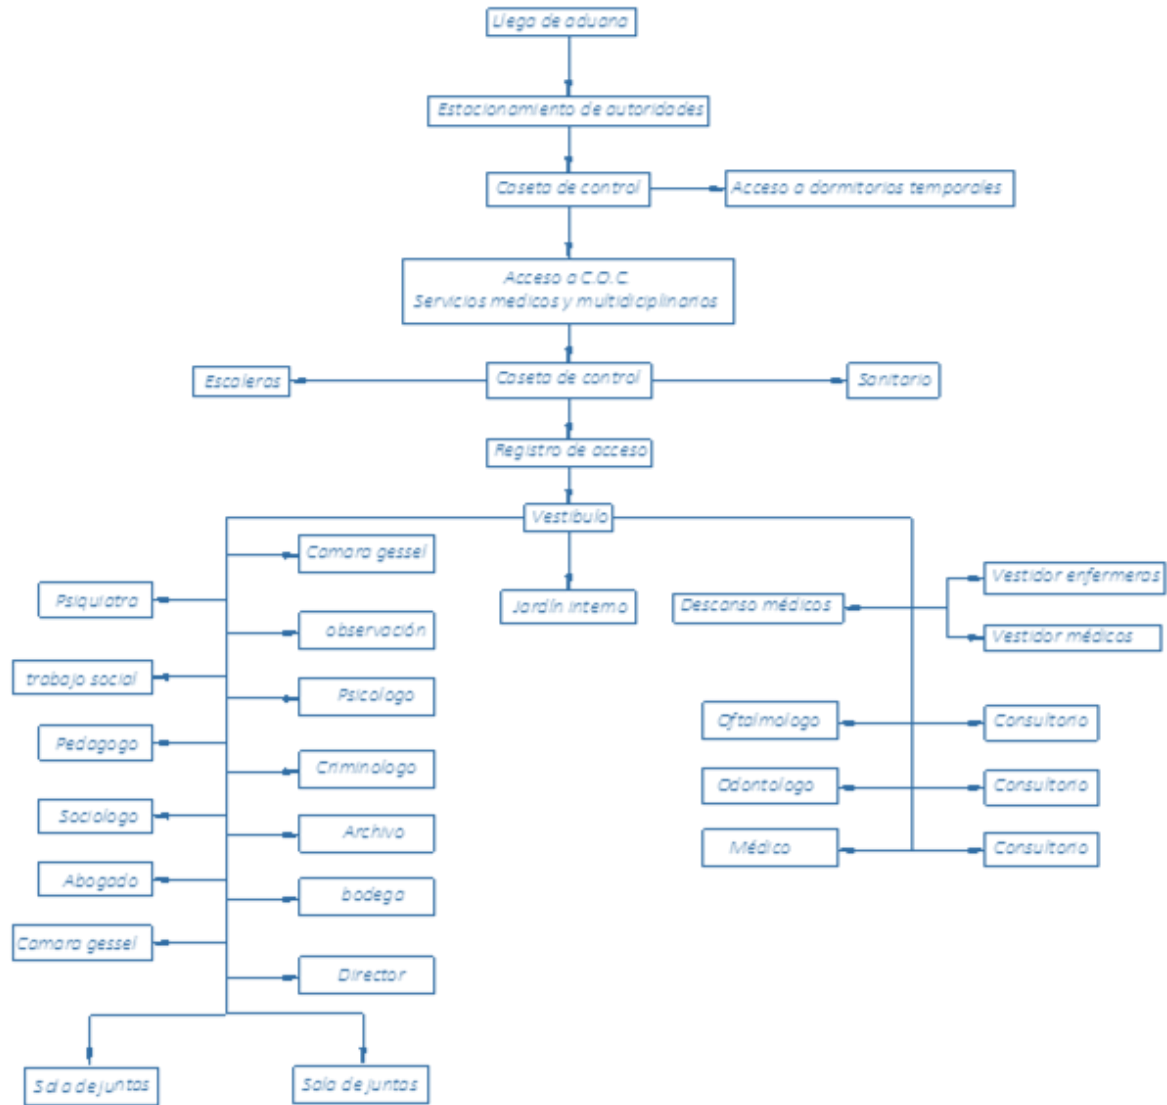 Llega de aduana
Estacionamiento de autoridades
Caseta de control
Acceso a dormitorios temporales
Acceso a C.O.C.
Servicios medicos y multidiciplinarios
Escaleras
Caseta de control
Sanitario
Registro de acceso
Vestíbulo
Camara gessel
Psiquiatra
observación
trabajo social
Psicologo
Pedagogo
Criminologo
Sociologo
Archivo
Abogado
bodega
Camara gessel
Director
Sala de juntas
Sala de juntas
Jardín interno
Descanso médicos
Vestidor enfermeras
Vestidor médicos
Oftalmologo
Consultorio
Odontologo
Consultorio
Médico
Consultorio